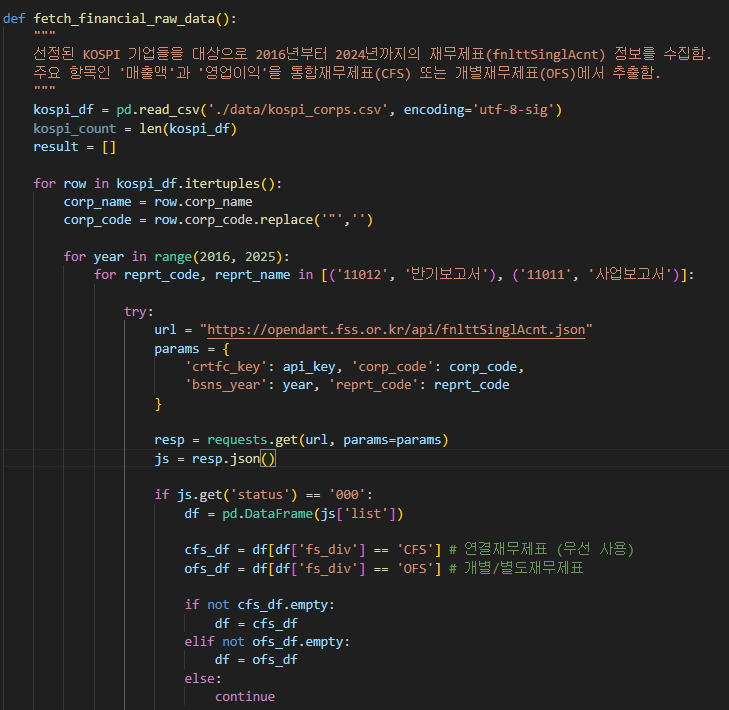 def fetch_financial_raw_data():
"""
선정된 KOSPI 기업들을 대상으로 2016년부터 2024년까지의 재무제표(fnlttSinglAcnt) 정보를 수집함.
주요 항목인 '매출액'과 '영업이익'을 통합재무제표(CFS) 또는 개별재무제표(OFS)에서 추출함.
"""
kospi_df = pd.read_csv('./data/kospi_corps.csv', encoding='utf-8-sig')
kospi_count = len(kospi_df)
result = []
for row in kospi_df.itertuples():
corp_name = row.corp_name
corp_code = row.corp_code.replace('"','')
for year in range(2016, 2025):
for reprt_code, reprt_name in [('11012', '반기보고서'), ('11011', '사업보고서')]:
try:
url = "https://opendart.fss.or.kr/api/fnlttSinglAcnt.json"
params = {
'crtfc_key': api_key, 'corp_code': corp_code,
'bsns_year': year, 'reprt_code': reprt_code
}
resp = requests.get(url, params=params)
js = resp.json()
if js.get('status') == '000':
df = pd.DataFrame(js['list'])
cfs_df = df[df['fs_div'] == 'CFS'] # 연결재무제표 (우선 사용)
ofs_df = df[df['fs_div'] == 'OFS'] # 개별/별도재무제표
if not cfs_df.empty:
df = cfs_df
elif not ofs_df.empty:
df = ofs_df
else:
continue